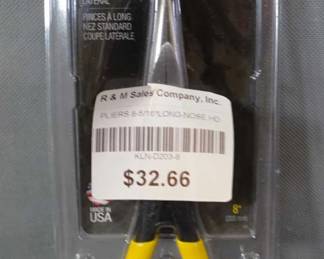 LATERAL
PINCES À LONG
NEZ STANDARD
COUPE LATÉRALE
R & M Sales Company, Inc.
PLIERS 8-5/16"LONG-NOSE HD
KLN-D203-8
$32.66
MADE IN
USA
8"